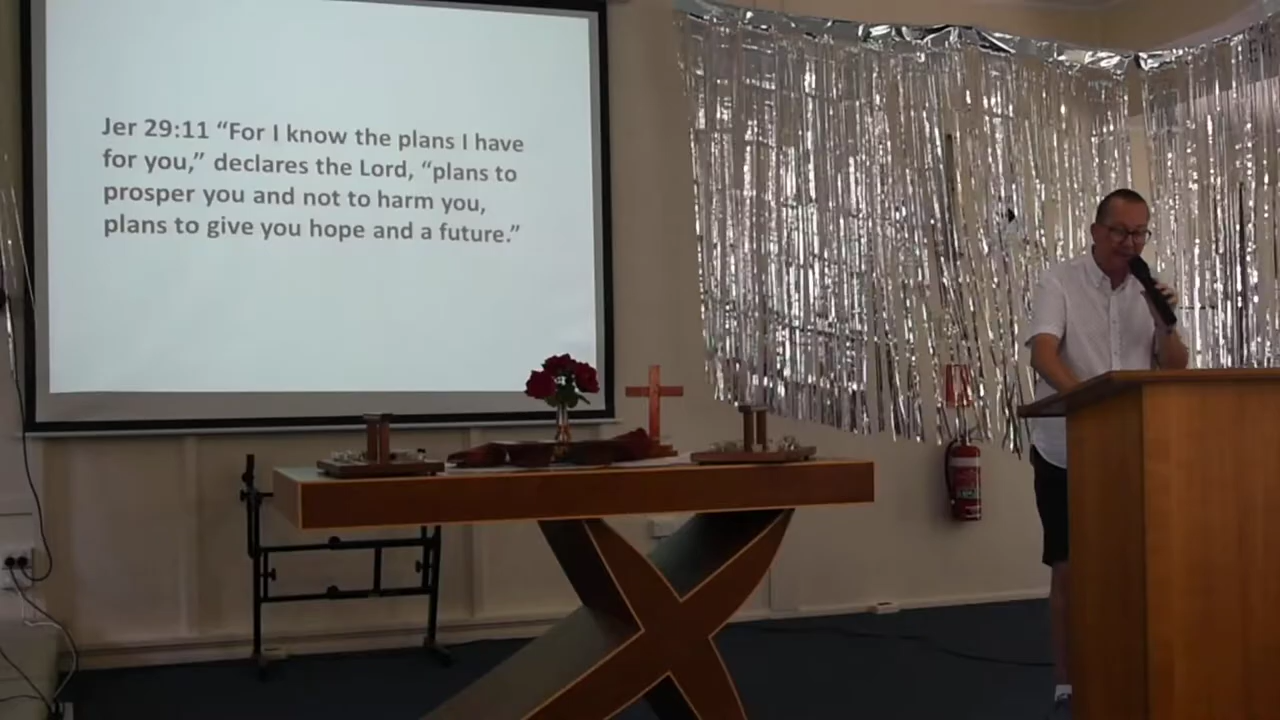 Jer 29:11 “For I know the plans I have
for you,” declares the Lord, “plans to
prosper you and not to harm you,
plans to give you hope and a future.”